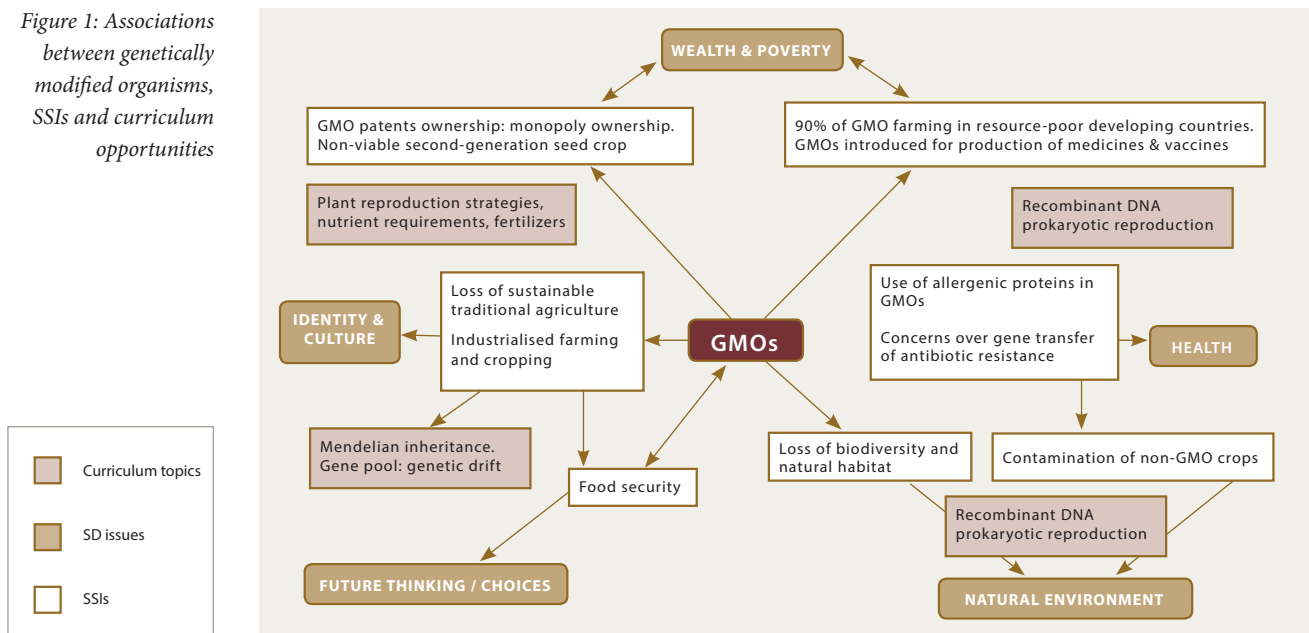 Figure 1: Associations
between genetically
modified organisms,
SSIs and curriculum
opportunities
WEALTH & POVERTY
GMO patents ownership: monopoly ownership.
Non-viable second-generation seed crop
90% of GMO farming in resource-poor developing countries.
GMOs introduced for production of medicines & vaccines
Plant reproduction strategies,
nutrient requirements, fertilizers
Recombinant DNA
prokaryotic reproduction
Loss of sustainable
traditional agriculture
Industrialised farming
and cropping
Use of allergenic proteins in
GMOs
Concerns over gene transfer
of antibiotic resistance
IDENTITY &
CULTURE
GMOs
HEALTH
Mendelian inheritance.
Gene pool: genetic drift
Food security
Loss of biodiversity and
natural habitat
Contamination of non-GMO crops
Recombinant DNA
prokaryotic reproduction
FUTURE THINKING / CHOICES
NATURAL ENVIRONMENT
Curriculum topics
SD issues
SSIs